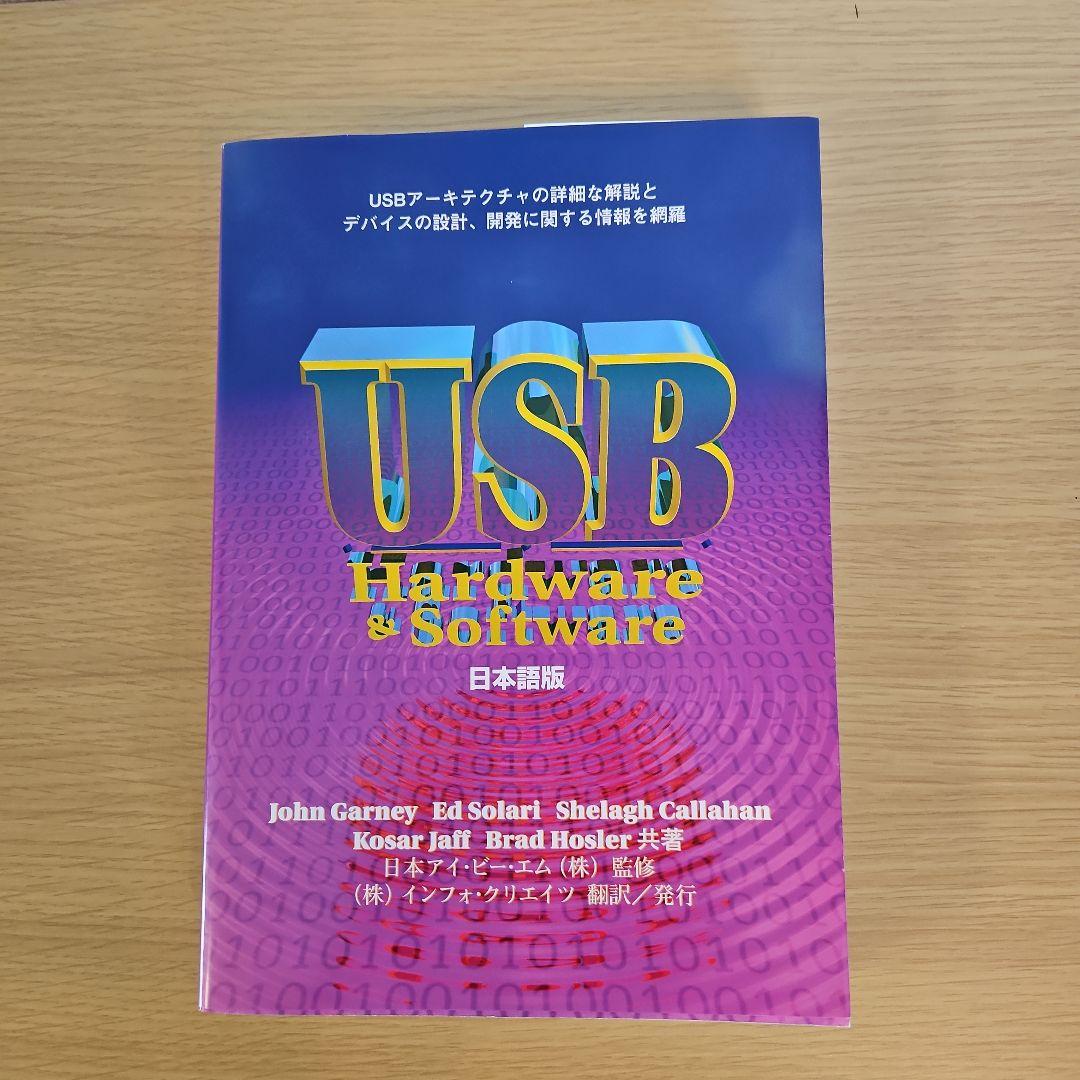 USBアーキテクチャの詳細な解説と
デバイスの設計、開発に関する情報を網羅
USB
Hardware
& Software
日本語版
John Garney Ed Solari Shelagh Callahan
Kosar Jaff Brad Hosler 共著
日本アイ・ビー・エム（株）監修
（株）インフォ・クリエイツ 翻訳／発行